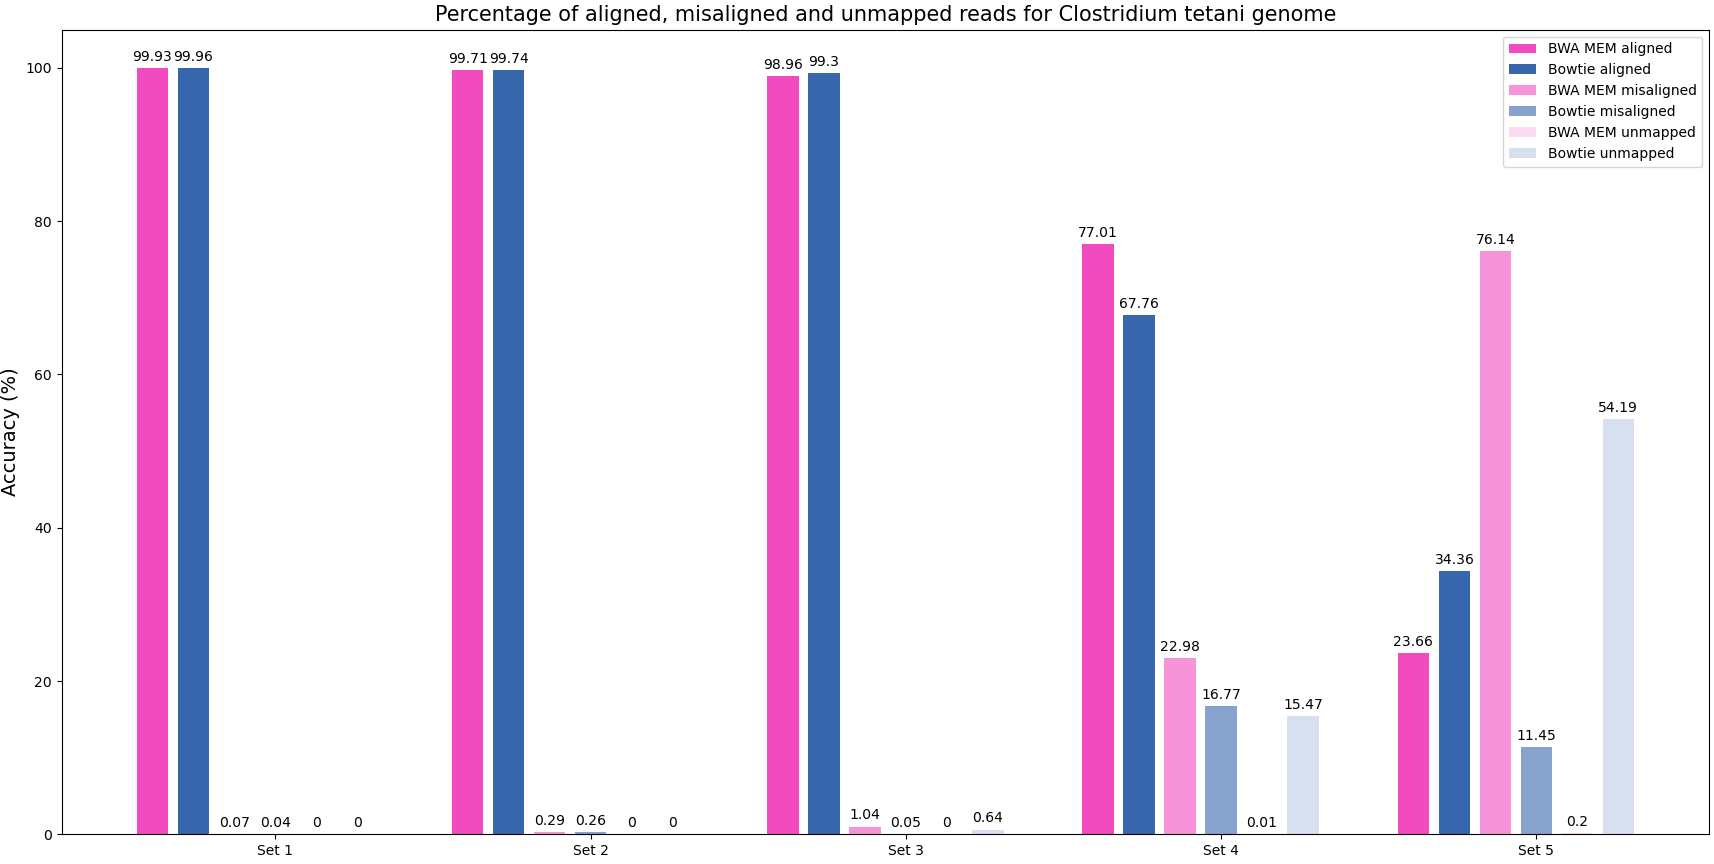 Percentage of aligned, misaligned and unmapped reads for Clostridium tetani genome
BWA MEM aligned
Bowtie aligned
BWA MEM misaligned
Bowtie misaligned
BWA MEM unmapped
Bowtie unmapped
Accuracy (%)
100
80
60
40
20
0
99.93 99.96 0.07 0.04 0 0
99.71 99.74 0.29 0.26 0 0
98.96 99.3 1.04 0.05 0 0.64
77.01 67.76 22.98 16.77 0.01 15.47
23.66 34.36 76.14 11.45 0.2 54.19
Set 1 Set 2 Set 3 Set 4 Set 5